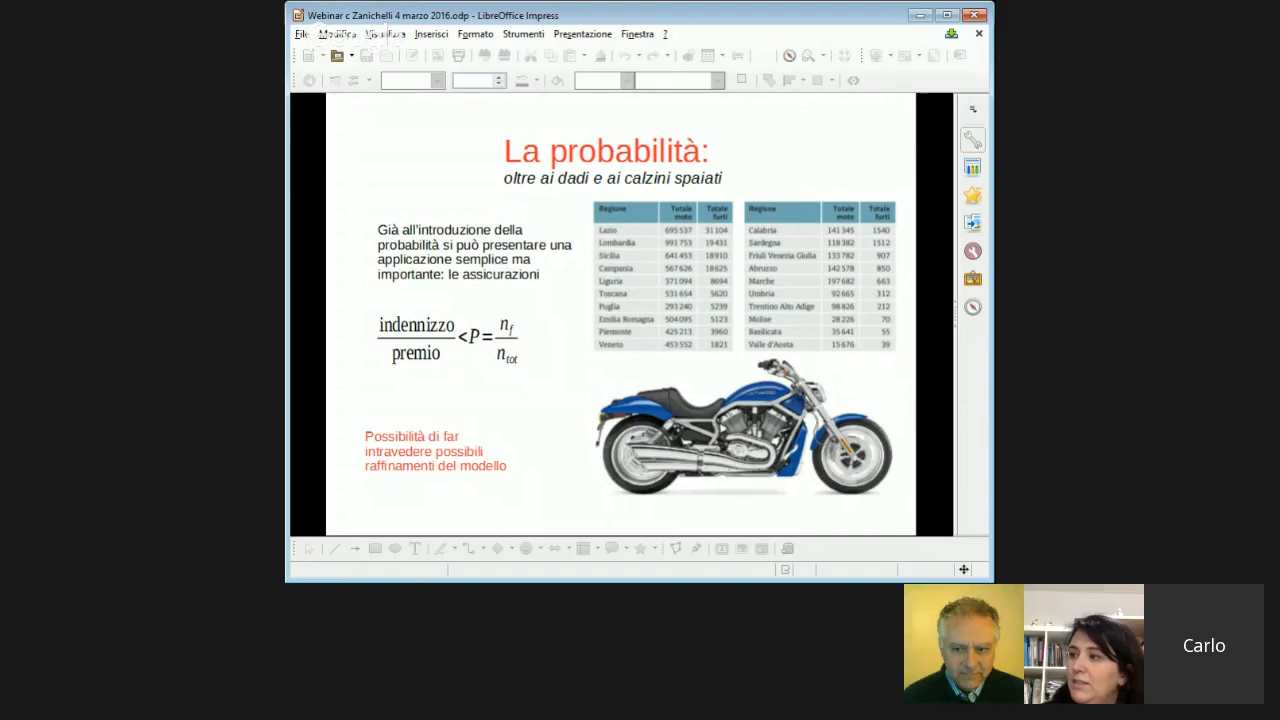 Webinar c Zanichelli 4 marzo 2016.odp - LibreOffice Impress
File Modifica Visualizza Inserisci Formato Strumenti Presentazione Finestra ?
La probabilità:
oltre ai dadi e ai calzini spaiati
Già all'introduzione della
probabilità si può presentare una
applicazione semplice ma
importante: le assicurazioni
indennizzo
premio
< P =
n_f
n_tot
Possibilità di far
intravedere possibili
raffinamenti del modello
Regione Totale moto Totale furti
Lazio 695 537 31 104
Lombardia 991 753 19 431
Sicilia 641 453 18 910
Campania 567 626 18 625
Liguria 371 094 8694
Toscana 531 654 5620
Puglia 293 240 5239
Emilia Romagna 504 095 5123
Piemonte 425 213 3960
Veneto 453 552 1821
Regione Totale moto Totale furti
Calabria 141 345 1540
Sardegna 118 382 1512
Friuli Venezia Giulia 133 782 907
Abruzzo 142 578 850
Marche 197 682 663
Umbria 92 665 312
Trentino Alto Adige 98 826 212
Molise 28 226 70
Basilicata 35 641 55
Valle d'Aosta 15 676 39
Carlo